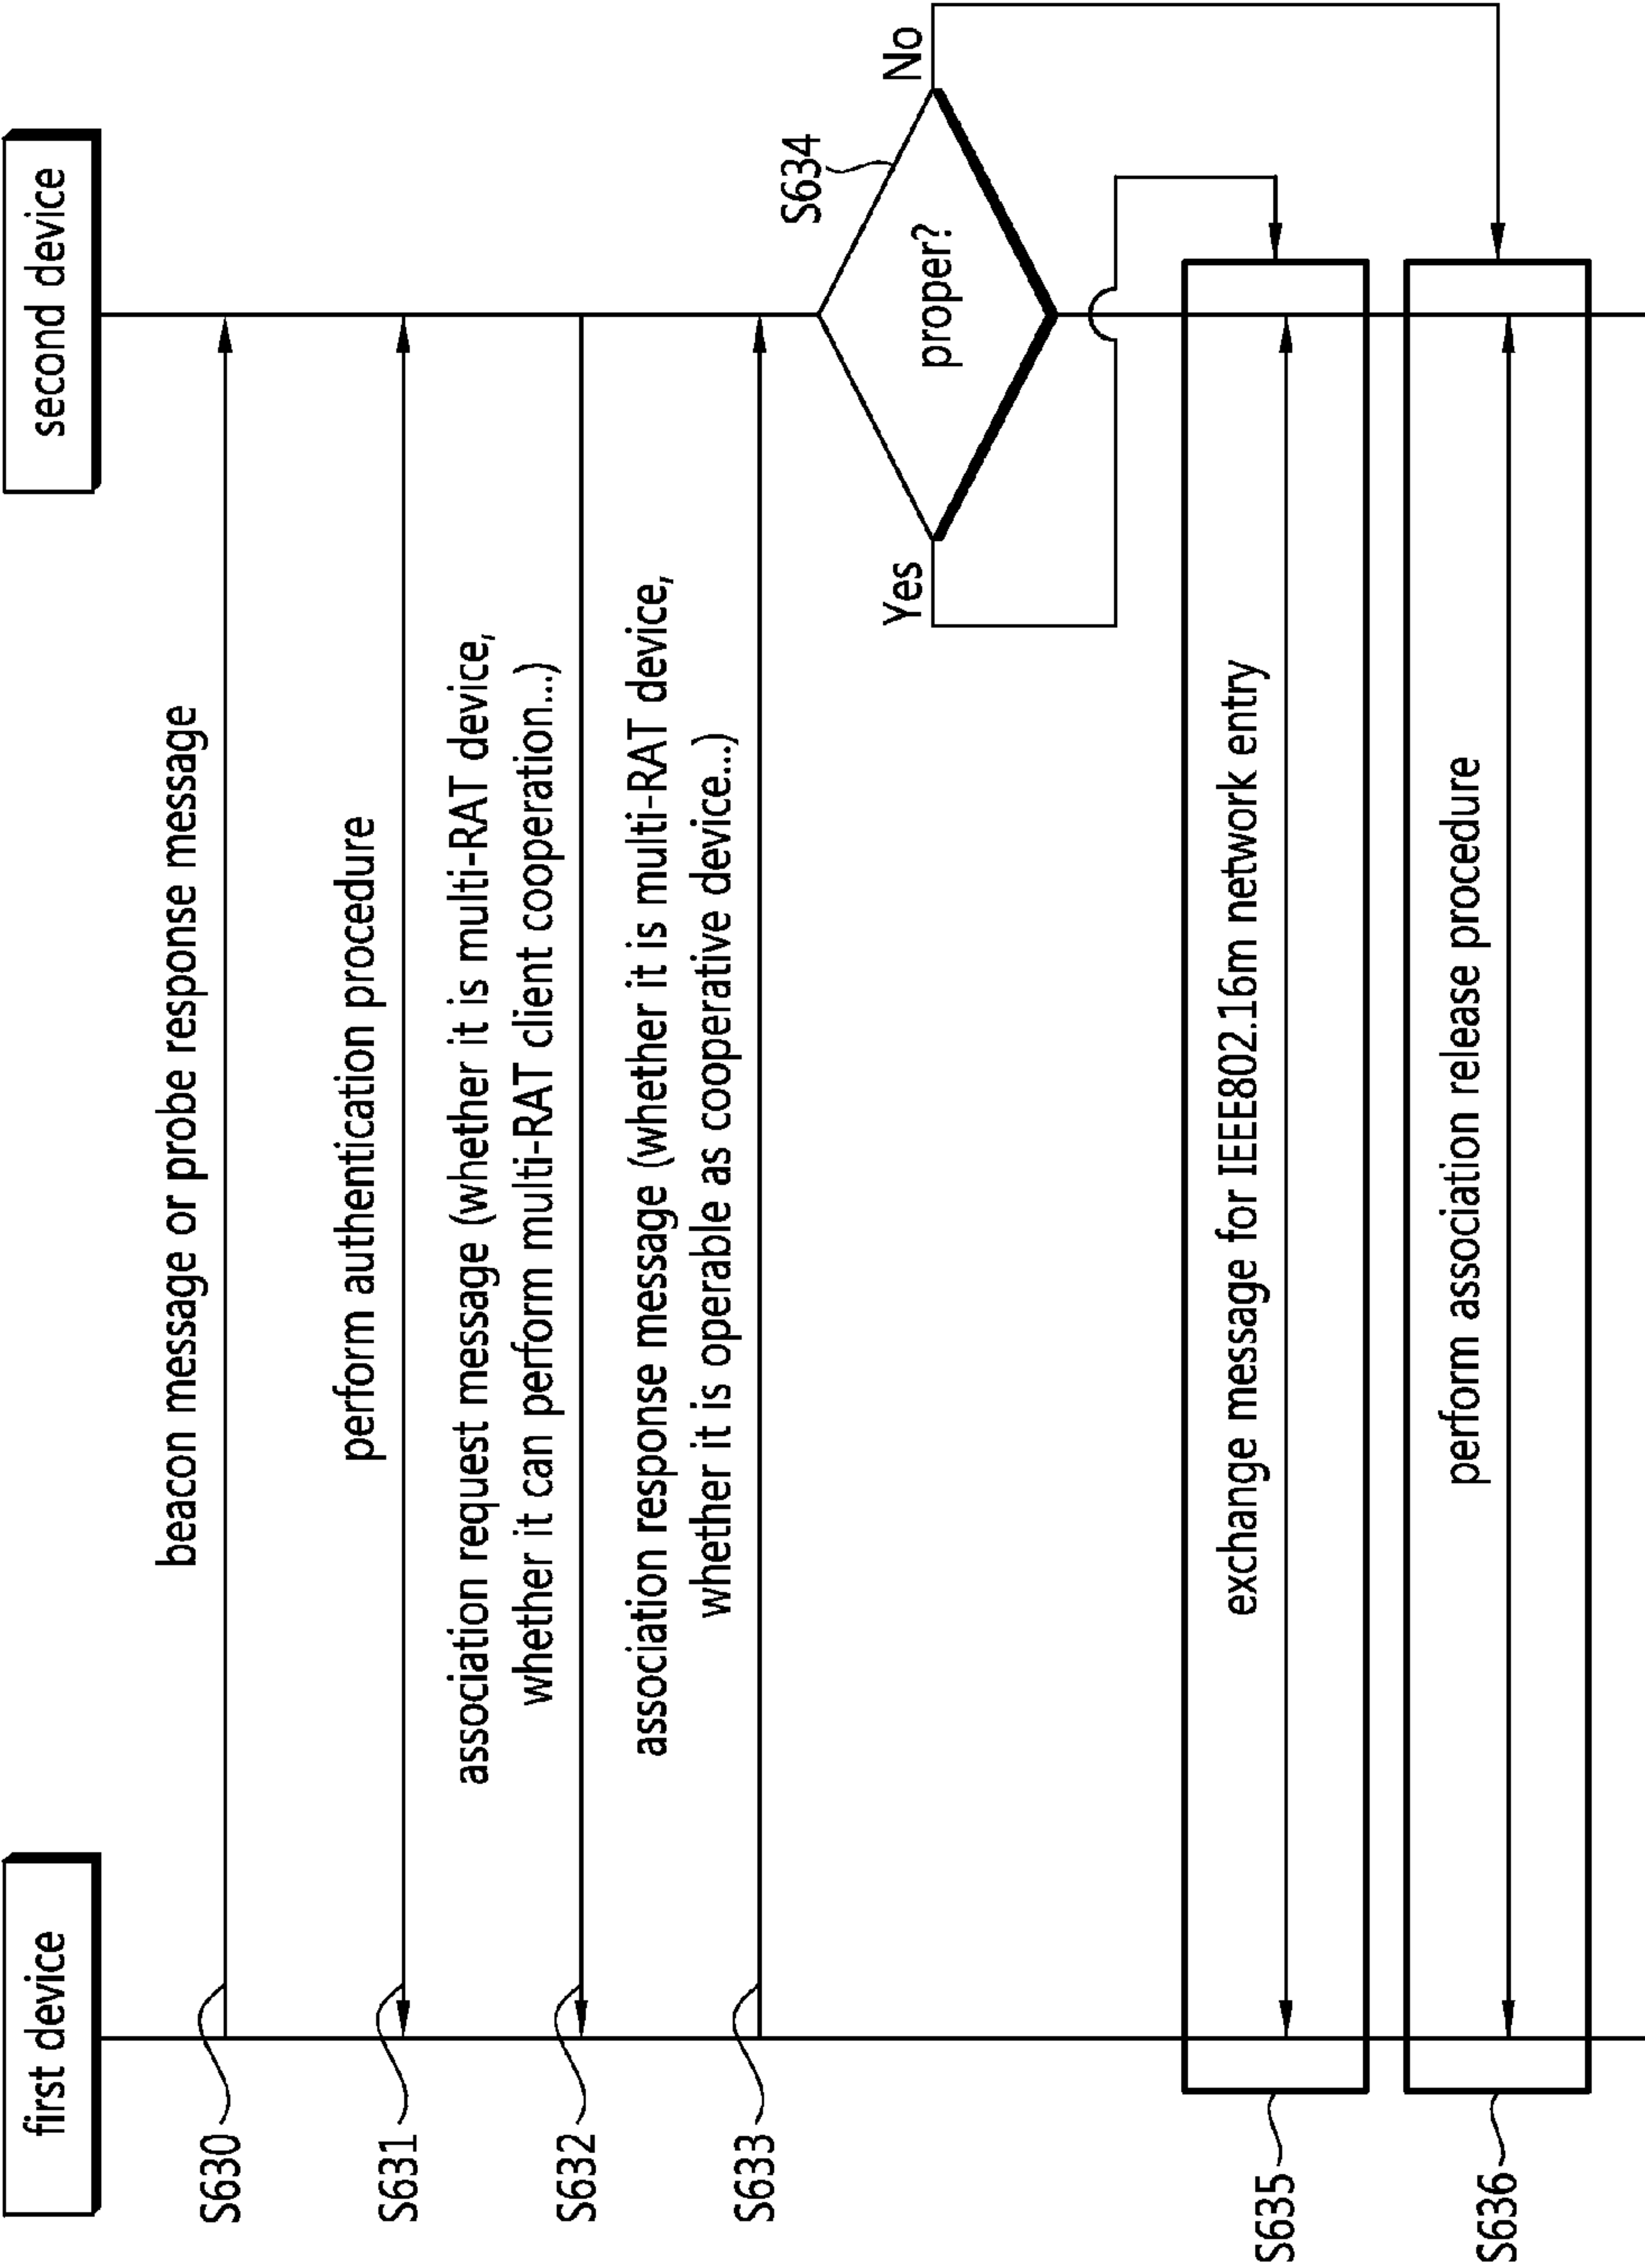 first device
second device
beacon message or probe response message
S630
perform authentication procedure
S631
association request message (whether it is multi-RAT device,
whether it can perform multi-RAT client cooperation...)
S632
association response message (whether it is multi-RAT device,
whether it is operable as cooperative device...)
S633
S634
Yes
proper?
No
exchange message for IEEE802.16m network entry
S635
perform association release procedure
S636